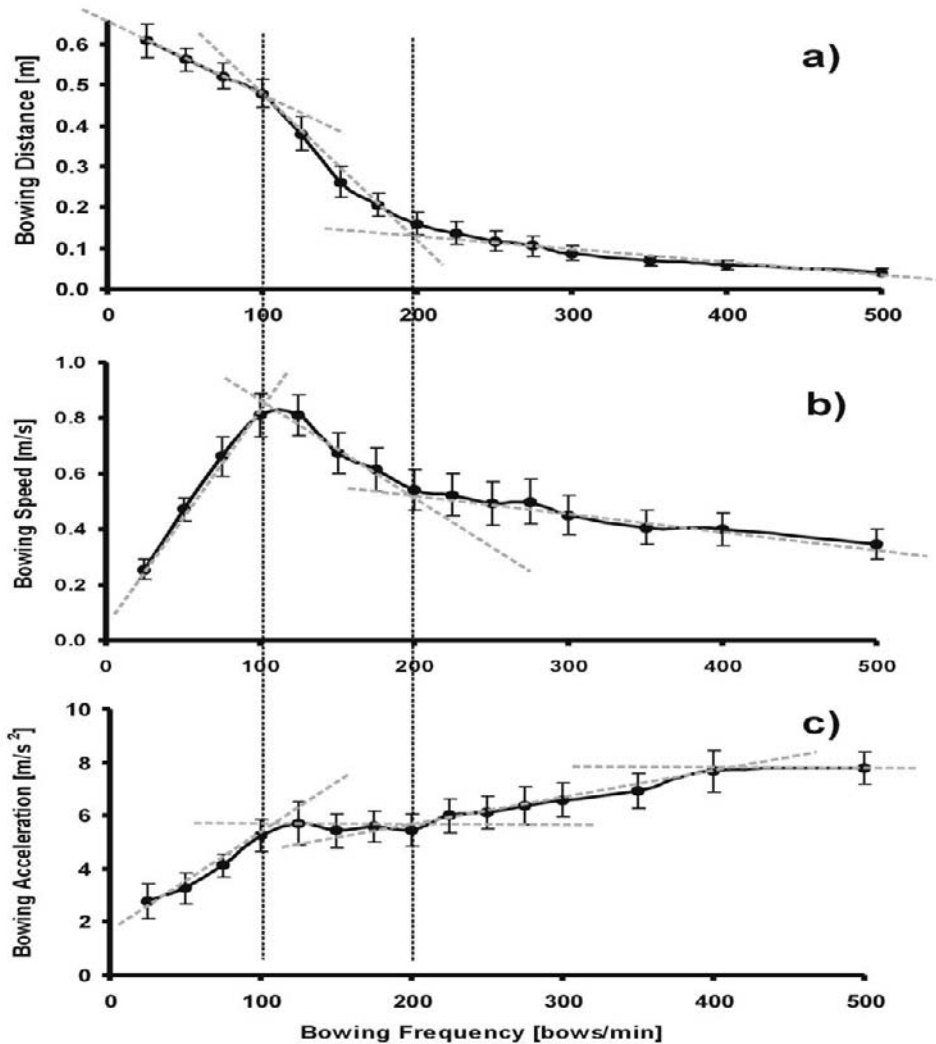 a)
Bowing Distance [m]
0.6
0.5
0.4
0.3
0.2
0.1
0.0
0 100 200 300 400 500
b)
Bowing Speed [m/s]
1.0
0.8
0.6
0.4
0.2
0.0
0 100 200 300 400 500
c)
Bowing Acceleration [m/s²]
10
8
6
4
2
0
0 100 200 300 400 500
Bowing Frequency [bows/min]